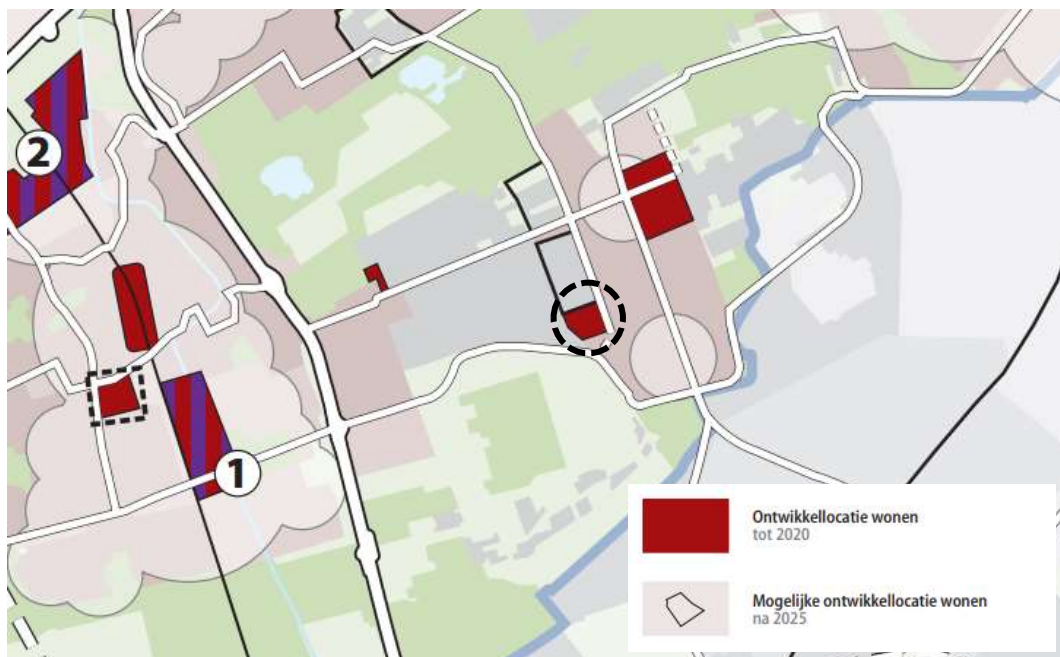 2
1
Ontwikkellocatie wonen
tot 2020
Mogelijke ontwikkellocatie wonen
na 2025